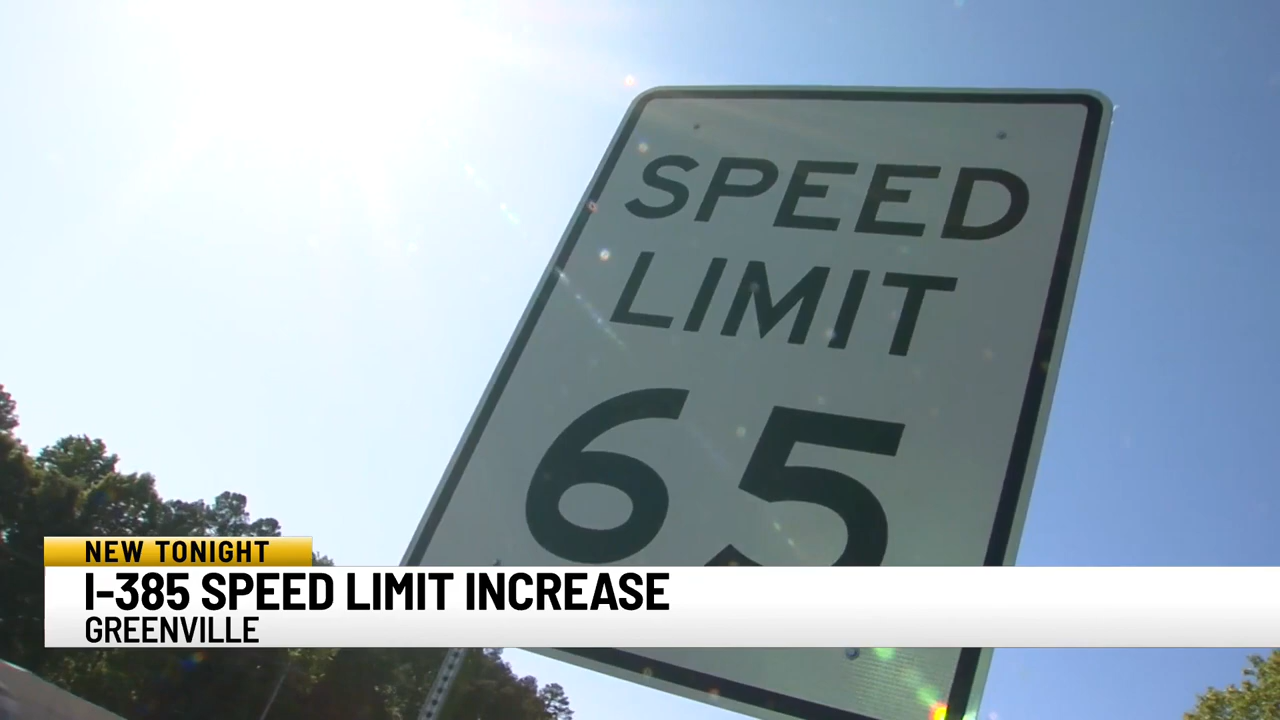 SPEED
LIMIT
65
NEW TONIGHT
I-385 SPEED LIMIT INCREASE
GREENVILLE